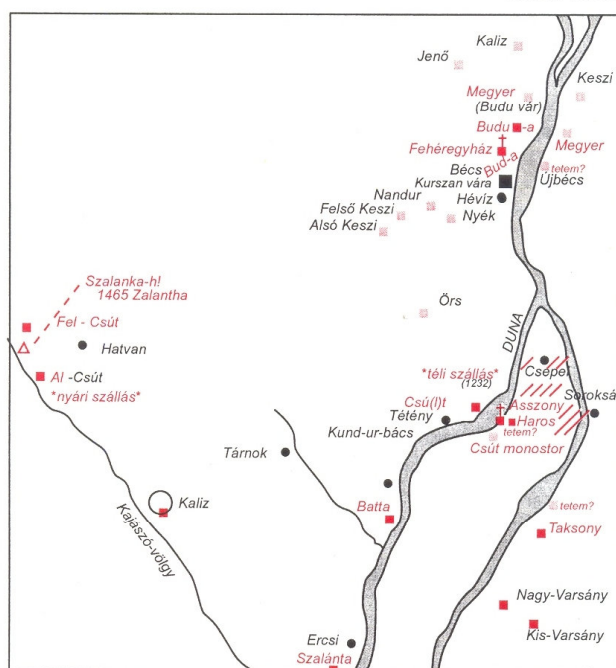 Kaliz
Jenő
Keszi
Megyer
(Budu vár)
Budu -a
Megyer
Fehéregyház
Bud-a
Bécs
tetem?
Kurszan vára
Újbécs
Hévíz
Nandur
Felső Keszi
Nyék
Alsó Keszi
Szalanka-h!
1465 Zalantha
Örs
Fel - Csút
DUNA
Hatvan
Csepel
*téli szállás*
Al -Csút
(1232)
*nyári szállás*
Csú(l)t
Asszony
Soroksá
Tétény
Haros
Kund-ur-bács
tetem?
Csút monostor
Tárnok
Kaliz
Batta
tetem?
Taksony
Kajászó-völgy
Nagy-Varsány
Kis-Varsány
Ercsi
Szalánta